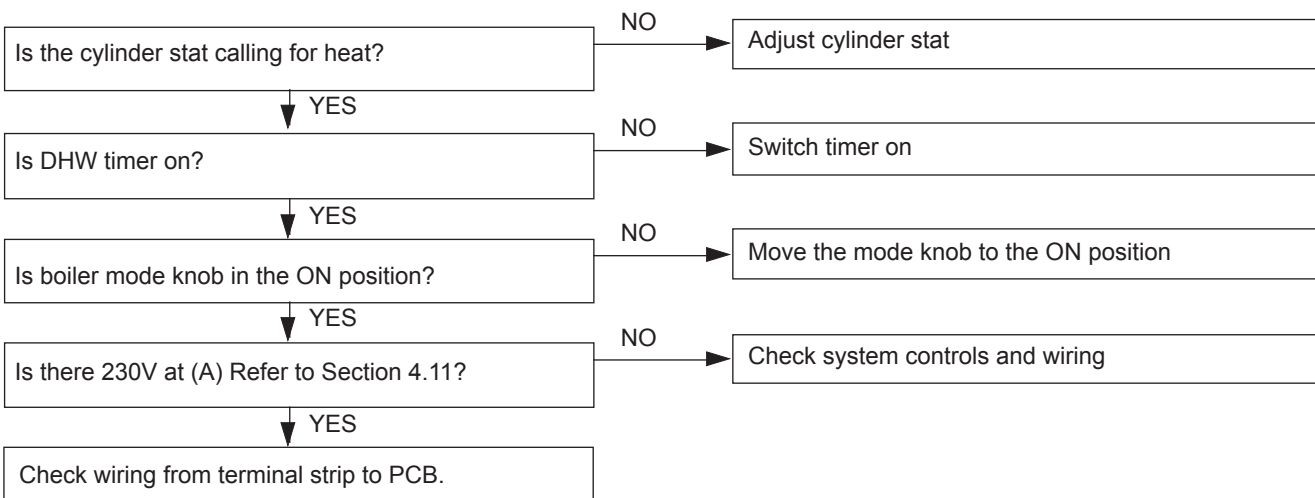 Is the cylinder stat calling for heat?
NO
Adjust cylinder stat
YES
Is DHW timer on?
NO
Switch timer on
YES
Is boiler mode knob in the ON position?
NO
Move the mode knob to the ON position
YES
Is there 230V at (A) Refer to Section 4.11?
NO
Check system controls and wiring
YES
Check wiring from terminal strip to PCB.